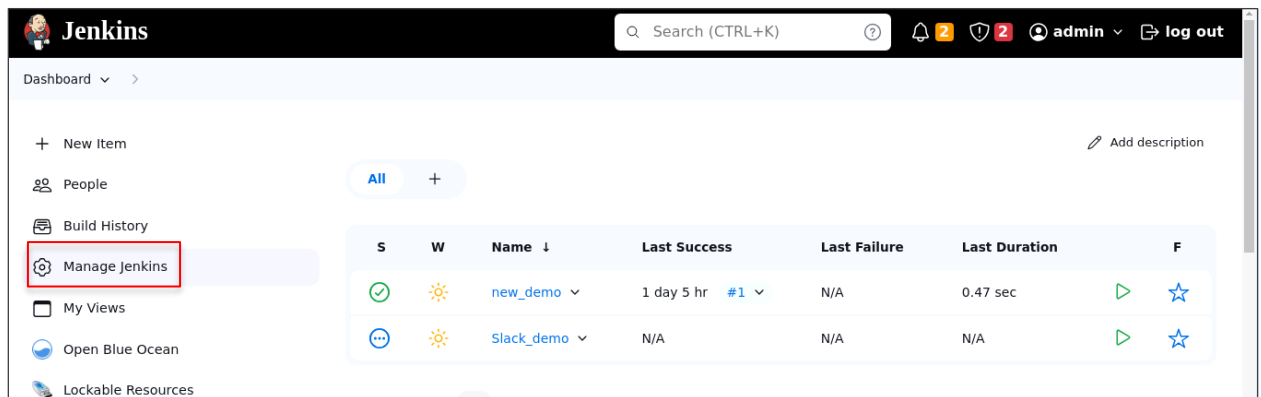 Jenkins
Search (CTRL+K)
2
2
admin
log out
Dashboard
New Item
Add description
People
All
Build History
Manage Jenkins
My Views
Open Blue Ocean
Lockable Resources
S W Name ↓ Last Success Last Failure Last Duration F
new_demo 1 day 5 hr #1 N/A 0.47 sec
Slack_demo N/A N/A N/A